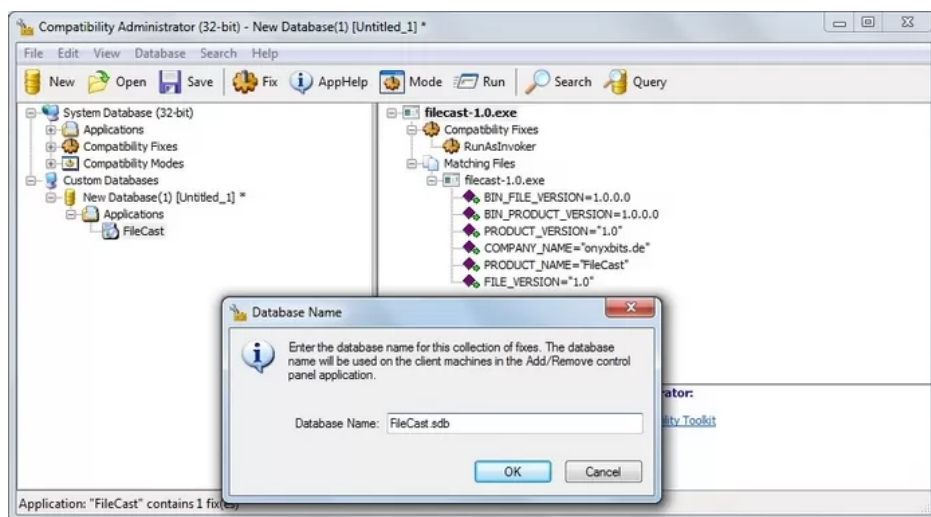 Compatibility Administrator (32-bit) - New Database(1) [Untitled_1] *
File Edit View Database Search Help
New Open Save Fix AppHelp Mode Run Search Query
System Database (32-bit)
Applications
Compatibility Fixes
Compatibility Modes
Custom Databases
New Database(1) [Untitled_1] *
Applications
FileCast
filecast-1.0.exe
Compatibility Fixes
RunAsInvoker
Matching Files
filecast-1.0.exe
BIN_FILE_VERSION=1.0.0.0
BIN_PRODUCT_VERSION=1.0.0.0
PRODUCT_VERSION="1.0"
COMPANY_NAME="onyxbits.de"
PRODUCT_NAME="FileCast"
FILE_VERSION="1.0"
Database Name
Enter the database name for this collection of fixes. The database
name will be used on the client machines in the Add/Remove control
panel application.
Database Name: FileCast.sdb
OK Cancel
Toolkit
Application: "FileCast" contains 1